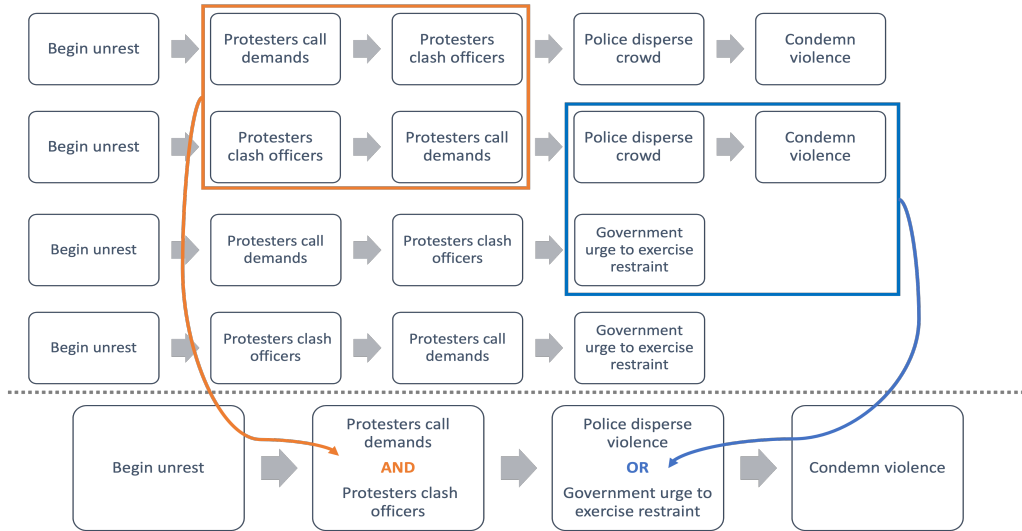 Begin unrest
Protesters call
demands
Protesters
clash officers
Police disperse
crowd
Condemn
violence
Begin unrest
Protesters
clash officers
Protesters call
demands
Police disperse
crowd
Condemn
violence
Begin unrest
Protesters call
demands
Protesters clash
officers
Government
urge to exercise
restraint
Begin unrest
Protesters clash
officers
Protesters call
demands
Government
urge to exercise
restraint
Begin unrest
Protesters call
demands
AND
Protesters clash
officers
Police disperse
violence
OR
Government urge to
exercise restraint
Condemn violence